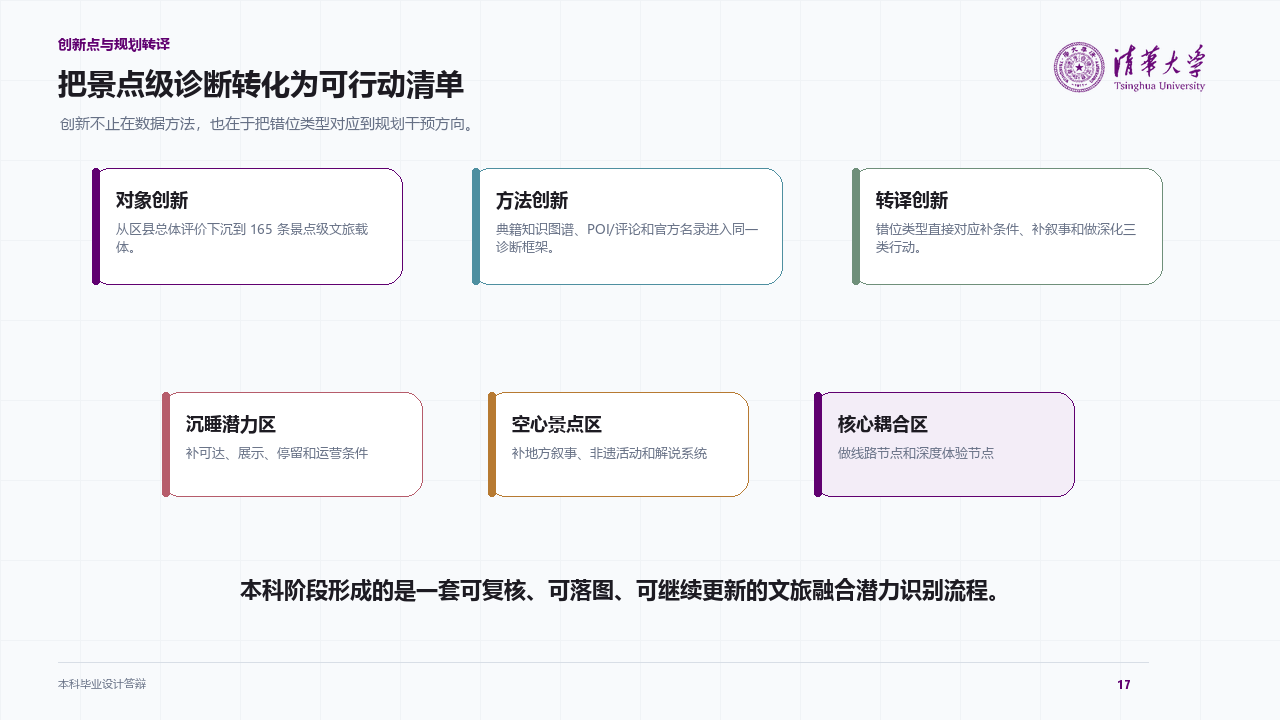 创新点与规划转译
把景点级诊断转化为可行动清单
创新不止在数据方法，也在于把错位类型对应到规划干预方向。
清华大学
Tsinghua University
对象创新
从区县总体评价下沉到 165 条景点级文旅载
体。
方法创新
典籍知识图谱、POI/评论和官方名录进入同一
诊断框架。
转译创新
错位类型直接对应补条件、补叙事和做深化三
类行动。
沉睡潜力区
补可达、展示、停留和运营条件
空心景点区
补地方叙事、非遗活动和解说系统
核心耦合区
做线路节点和深度体验节点
本科阶段形成的是一套可复核、可落图、可继续更新的文旅融合潜力识别流程。
本科毕业设计答辩
17